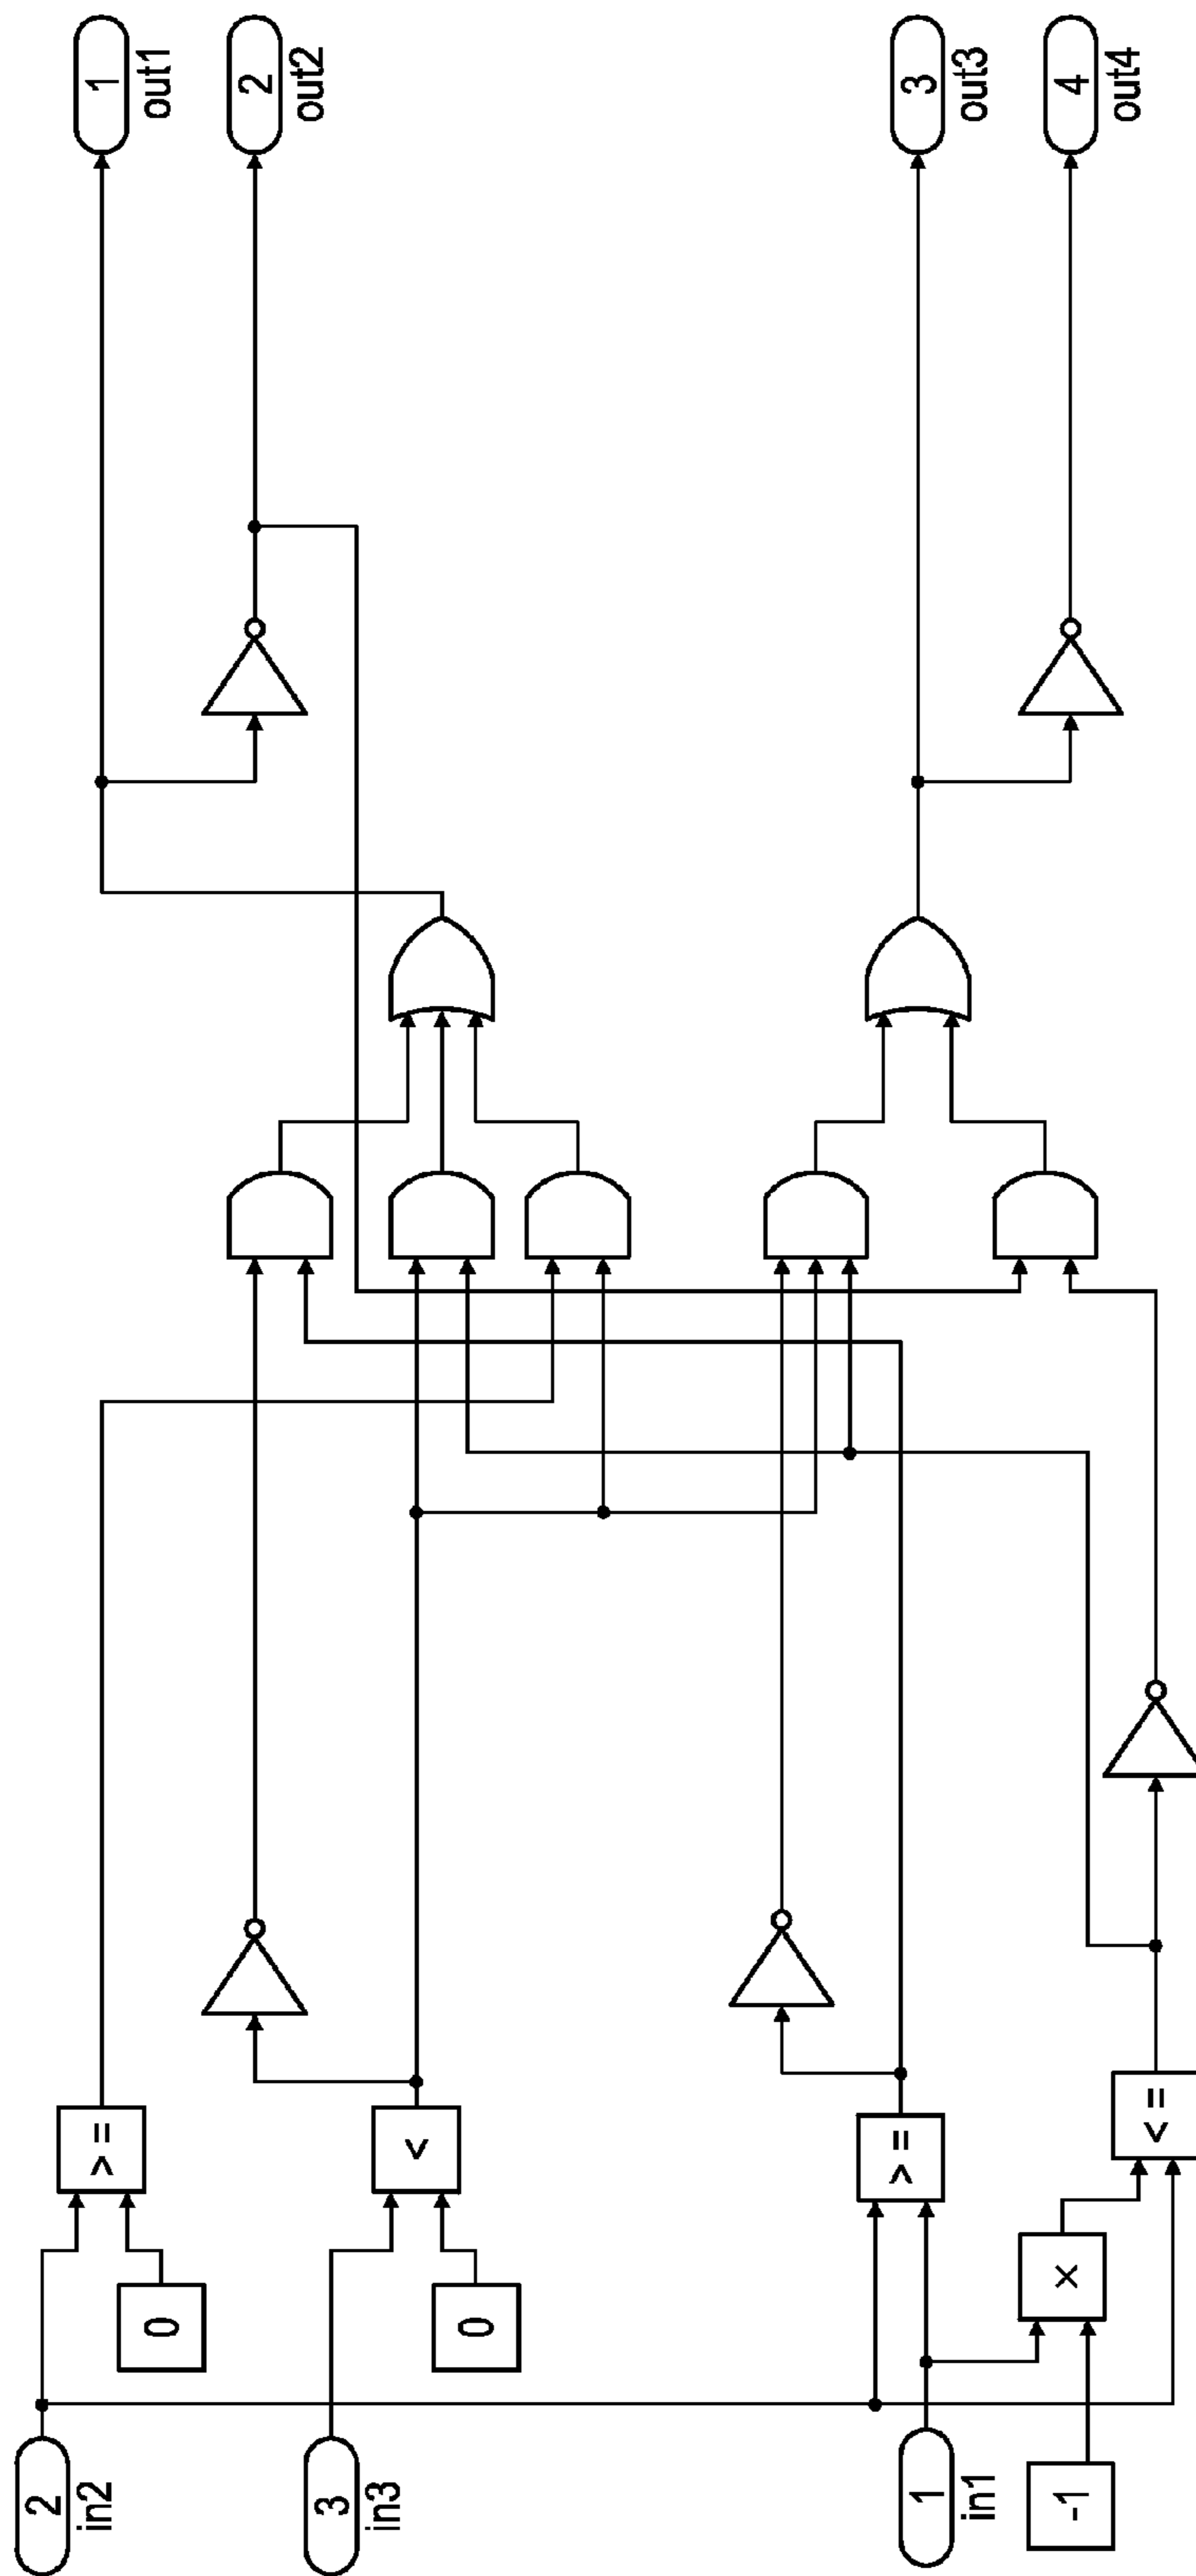 2
in2
>=
0
1
out1
2
out2
3
in3
<
0
1
in1
>=
3
out3
-1
×
<=
4
out4